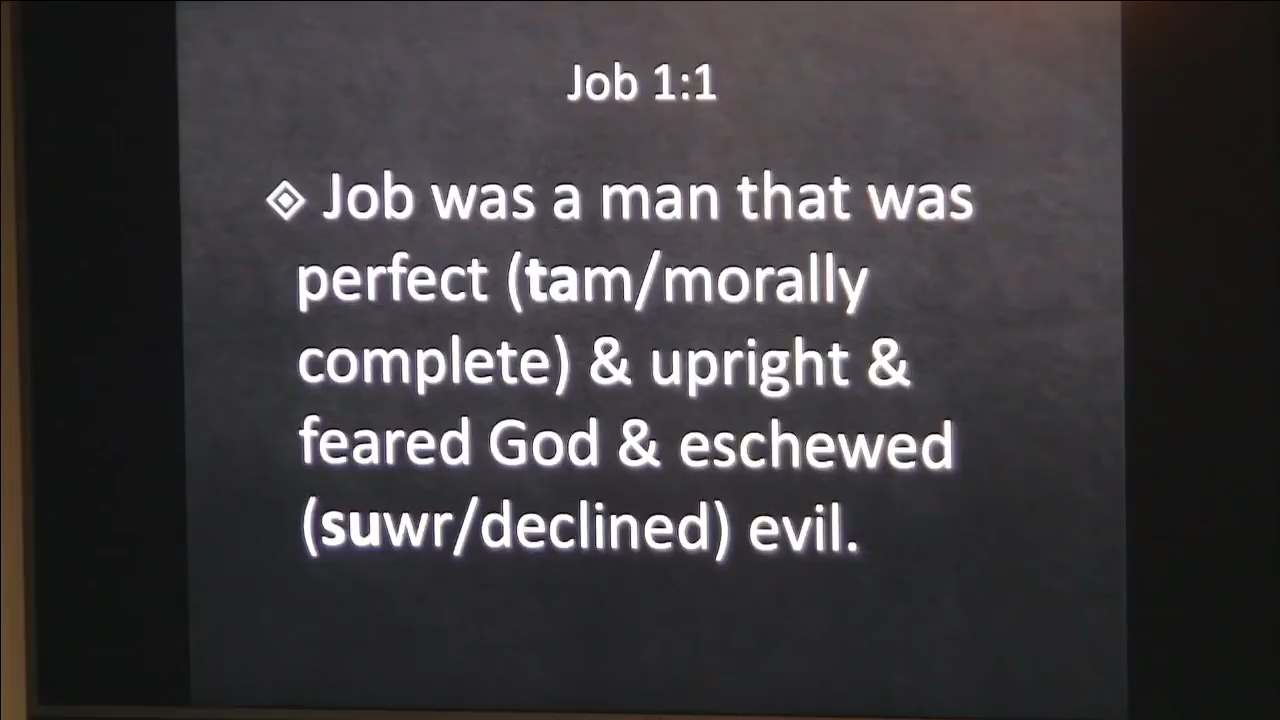 Job 1:1
Job was a man that was
perfect (tam/morally
complete) & upright &
feared God & eschewed
(suwr/declined) evil.